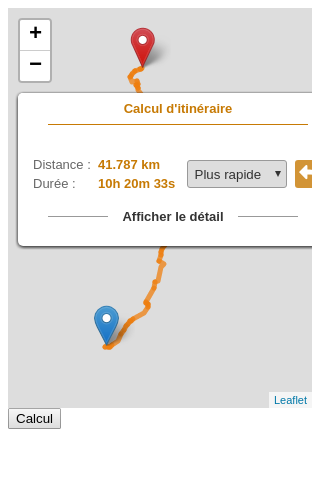 +
−
Calcul d'itinéraire
Distance : 41.787 km
Plus rapide
Durée : 10h 20m 33s
Afficher le détail
Leaflet
Calcul